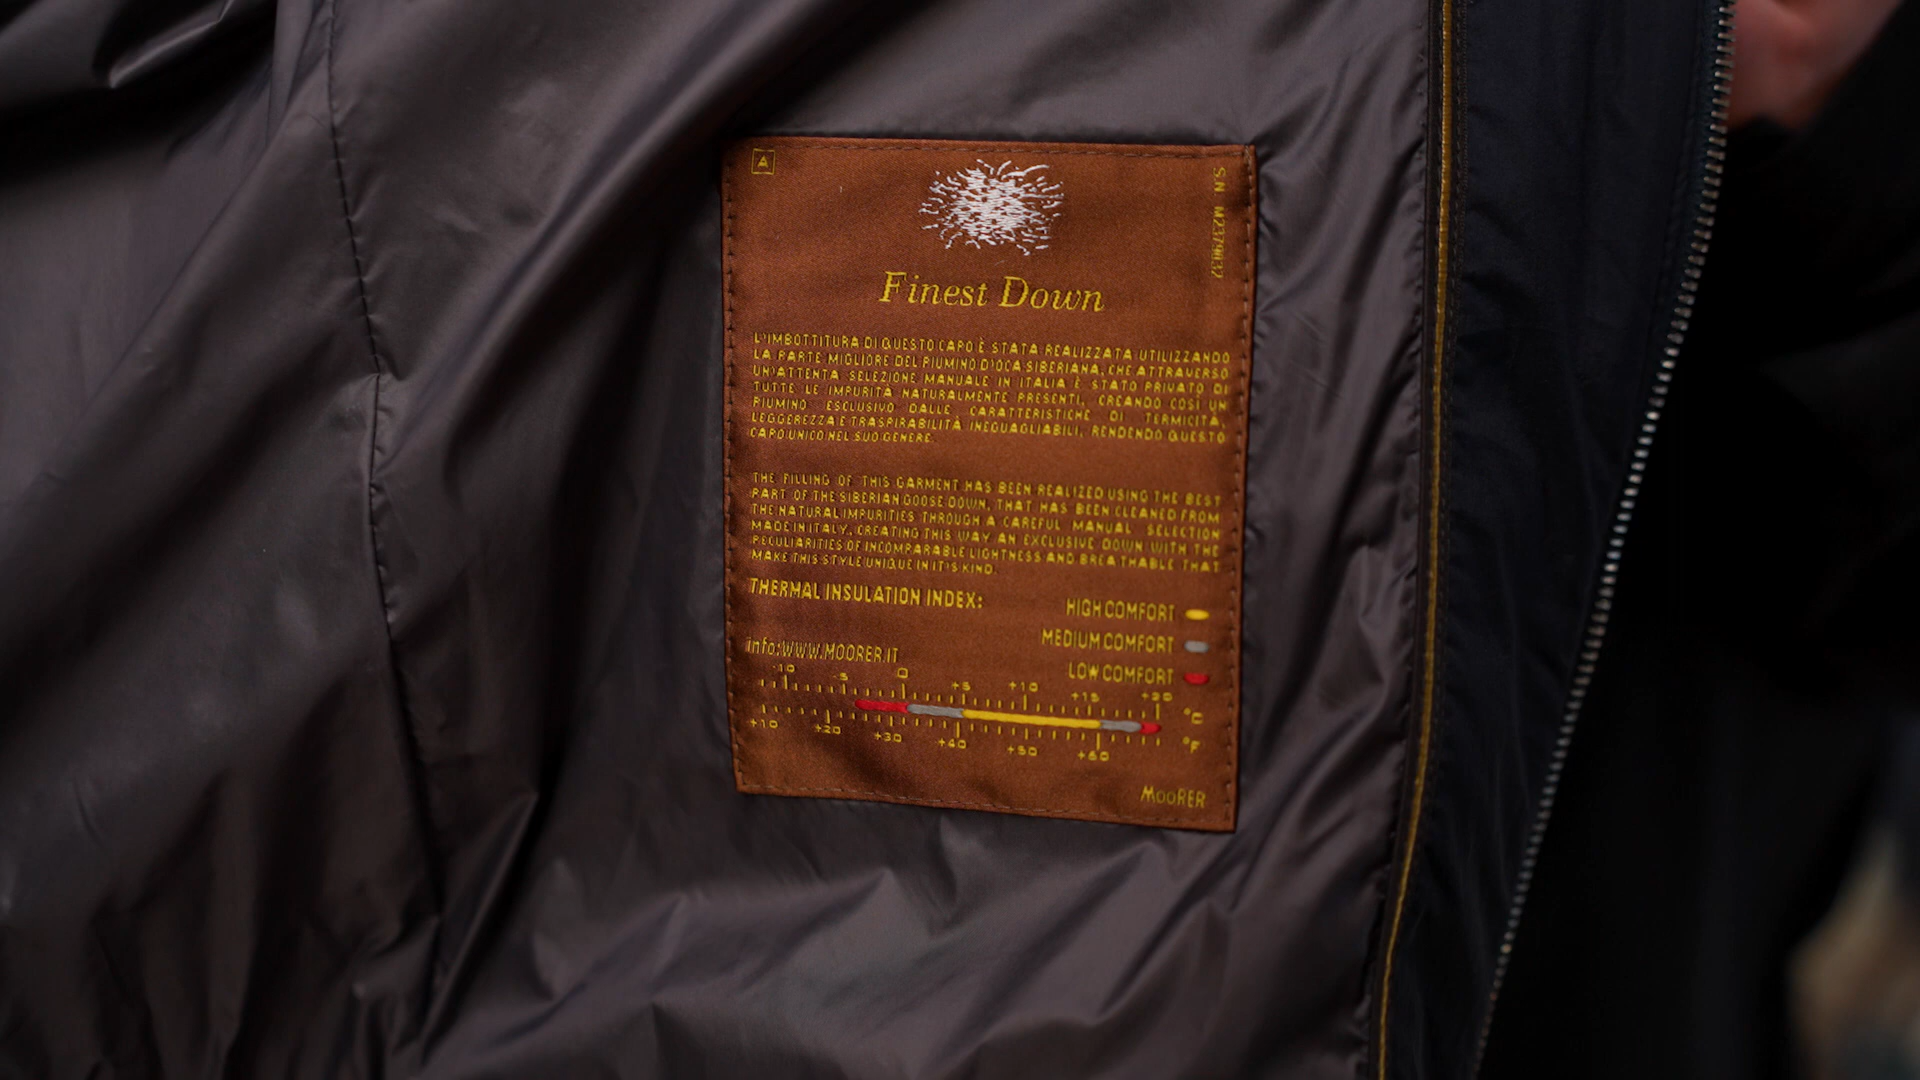 A
Finest Down
L'IMBOTTITURA DI QUESTO CAPO È STATA REALIZZATA UTILIZZANDO
LA PARTE MIGLIORE DEL PIUMINO D'OCA SIBERIANA, CHE ATTRAVERSO
UN'ATTENTA SELEZIONE MANUALE IN ITALIA È STATO PRIVATO DI
TUTTE LE IMPURITÀ NATURALMENTE PRESENTI, CREANDO COSÌ UN
PIUMINO ESCLUSIVO DALLE CARATTERISTICHE DI TERMICITÀ,
LEGGEREZZA E TRASPIRABILITÀ INEGUAGLIABILI, RENDENDO QUESTO
CAPO UNICO NEL SUO GENERE.
THE FILLING OF THIS GARMENT HAS BEEN REALIZED USING THE BEST
PART OF THE SIBERIAN GOOSE DOWN, THAT HAS BEEN CLEANED FROM
THE NATURAL IMPURITIES THROUGH A CAREFUL MANUAL SELECTION
MADE IN ITALY, CREATING THIS WAY AN EXCLUSIVE DOWN WITH THE
PECULIARITIES OF INCOMPARABLE LIGHTNESS AND BREATHABLE THAT
MAKE THIS STYLE UNIQUE IN IT'S KIND.
THERMAL INSULATION INDEX:
HIGH COMFORT
MEDIUM COMFORT
LOW COMFORT
info:WWW.MOORER.IT
-10 -5 0 +5 +10 +15 +20 °C
+10 +20 +30 +40 +50 +60 °F
MooRER
S.N.